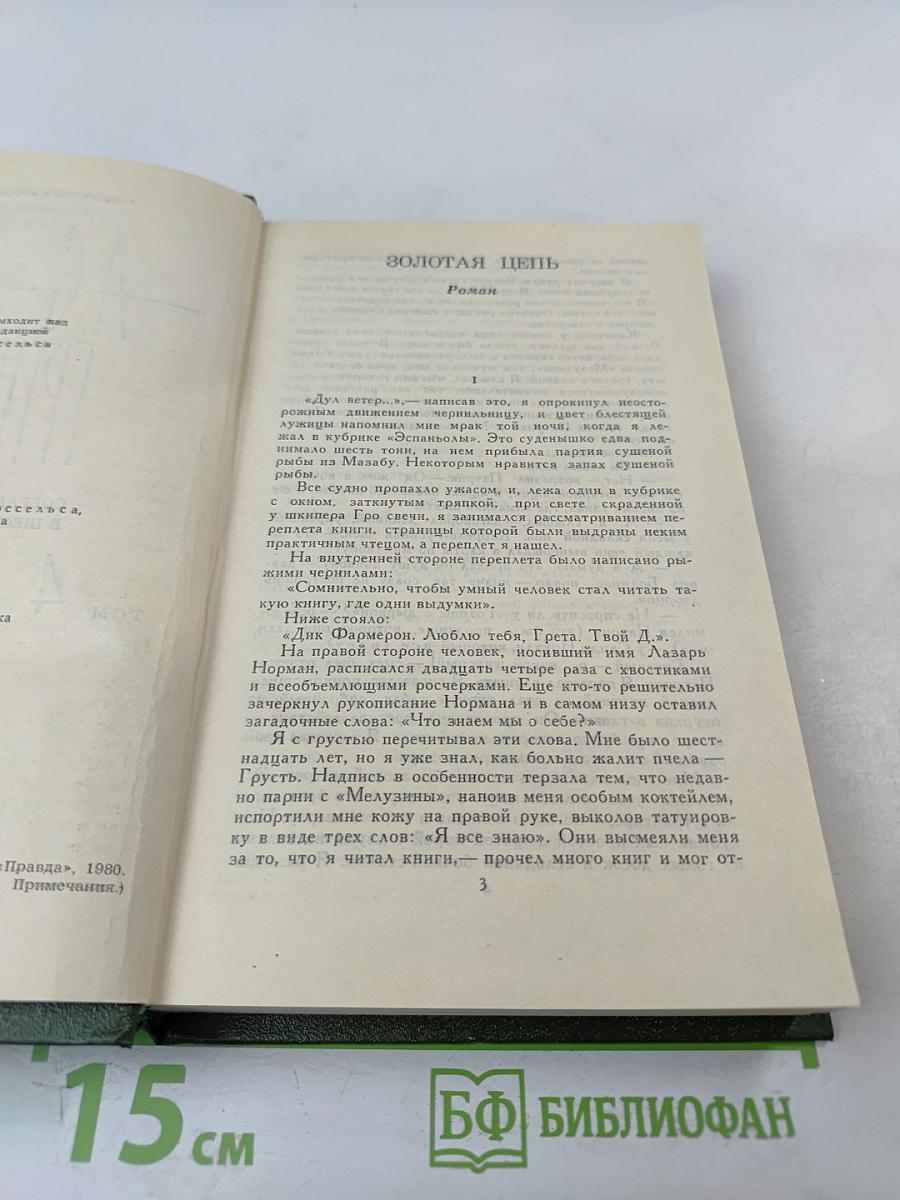 ыходит под
едакцией
ссельса
оссельса,
а
ка
«Правда», 1980.
Примечания.)
ЗОЛОТАЯ ЦЕПЬ
Роман
I
«Дул ветер...»,— написав это, я опрокинул неосто-
рожным движением чернильницу, и цвет блестящей
лужицы напомнил мне мрак той ночи, когда я ле-
жал в кубрике «Эспаньолы». Это суденышко едва под-
нимало шесть тонн, на нем прибыла партия сушеной
рыбы из Мазабу. Некоторым нравится запах сушеной
рыбы.
Все судно пропахло ужасом, и, лежа один в кубрике
с окном, заткнутым тряпкой, при свете скраденной
у шкипера Гро свечи, я занимался рассматриванием пе-
реплета книги, страницы которой были выдраны неким
практичным чтецом, а переплет я нашел.
На внутренней стороне переплета было написано ры-
жими чернилами:
«Сомнительно, чтобы умный человек стал читать та-
кую книгу, где одни выдумки».
Ниже стояло:
«Дик Фармерон. Люблю тебя, Грета. Твой Д.».
На правой стороне человек, носивший имя Лазарь
Норман, расписался двадцать четыре раза с хвостиками
и всеобъемлющими росчерками. Еще кто-то решительно
зачеркнул рукописание Нормана и в самом низу оставил
загадочные слова: «Что знаем мы о себе?»
Я с грустью перечитывал эти слова. Мне было шест-
надцать лет, но я уже знал, как больно жалит пчела —
Грусть. Надпись в особенности терзала тем, что недав-
но парни с «Мелузины», напоив меня особым коктейлем,
испортили мне кожу на правой руке, выколов татуиров-
ку в виде трех слов: «Я все знаю». Они высмеяли меня
за то, что я читал книги,— прочел много книг и мог от-
3
15 см
БФ БИБЛИОФАН